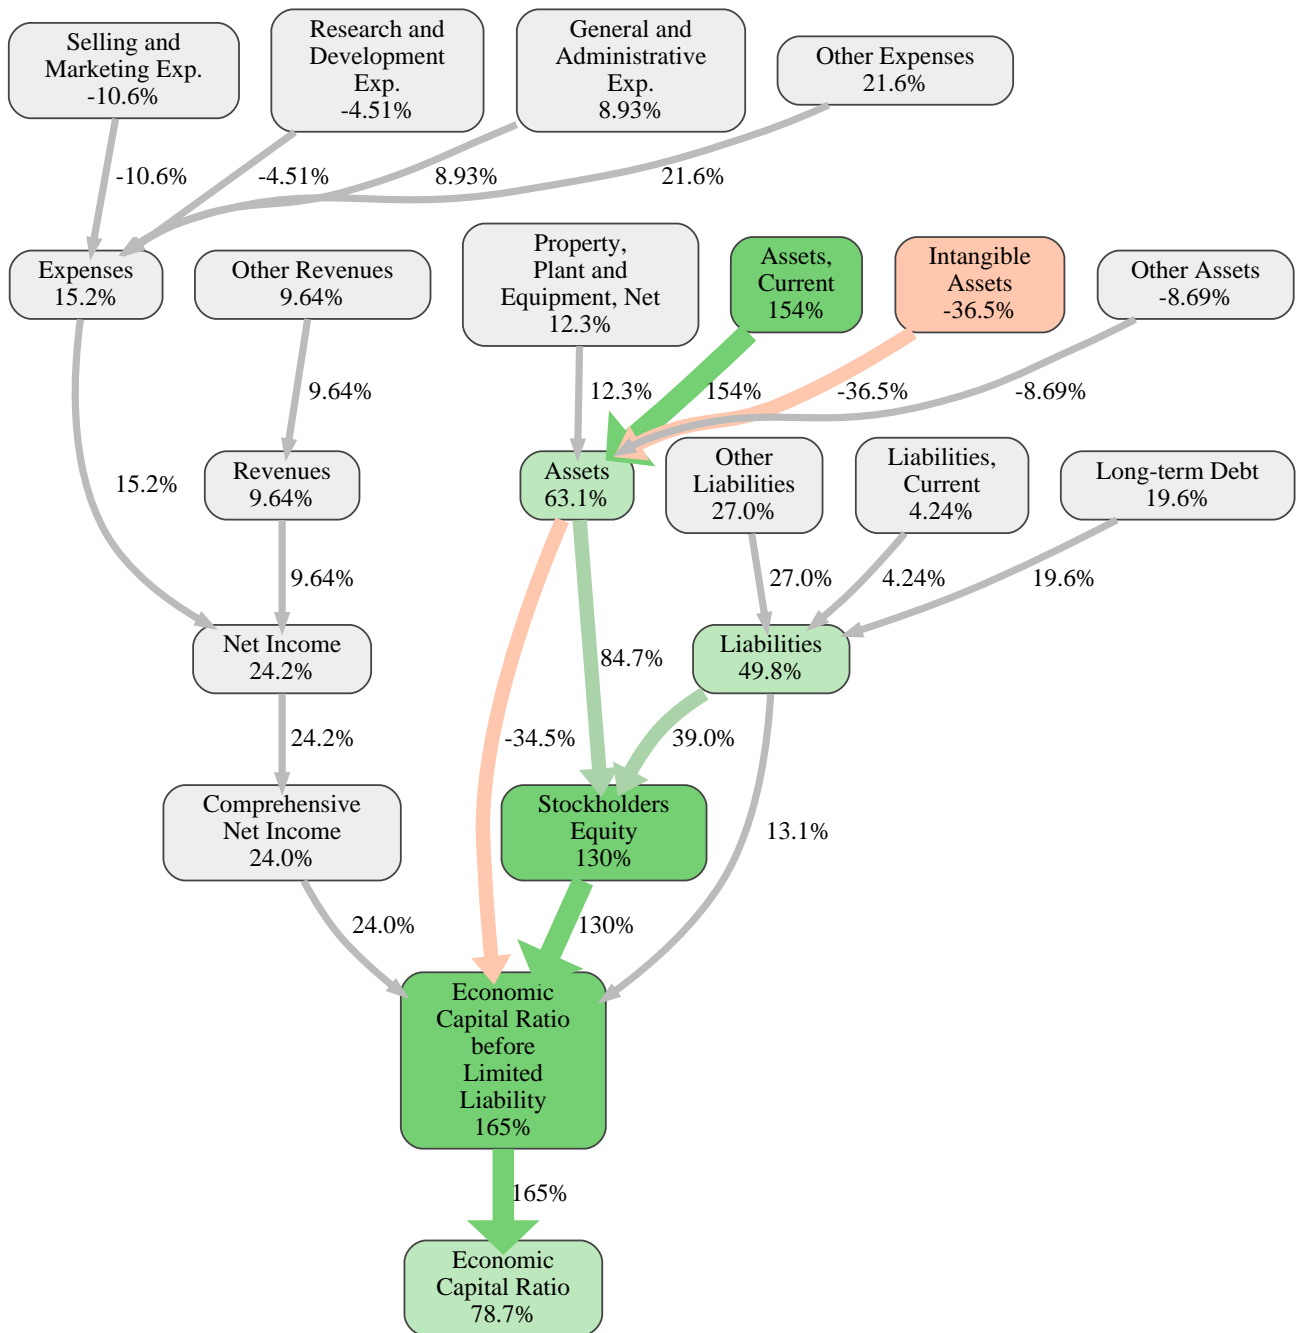 Selling and
Marketing Exp.
-10.6%
Research and
Development
Exp.
-4.51%
General and
Administrative
Exp.
8.93%
Other Expenses
21.6%
-10.6%
-4.51%
8.93%
21.6%
Expenses
15.2%
Other Revenues
9.64%
Property,
Plant and
Equipment, Net
12.3%
Assets,
Current
154%
Intangible
Assets
-36.5%
Other Assets
-8.69%
9.64%
12.3%
154%
-36.5%
-8.69%
15.2%
Revenues
9.64%
Assets
63.1%
Other
Liabilities
27.0%
Liabilities,
Current
4.24%
Long-term Debt
19.6%
9.64%
27.0%
4.24%
19.6%
Net Income
24.2%
84.7%
Liabilities
49.8%
24.2%
-34.5%
39.0%
Comprehensive
Net Income
24.0%
Stockholders
Equity
130%
13.1%
24.0%
130%
Economic
Capital Ratio
before
Limited
Liability
165%
165%
Economic
Capital Ratio
78.7%